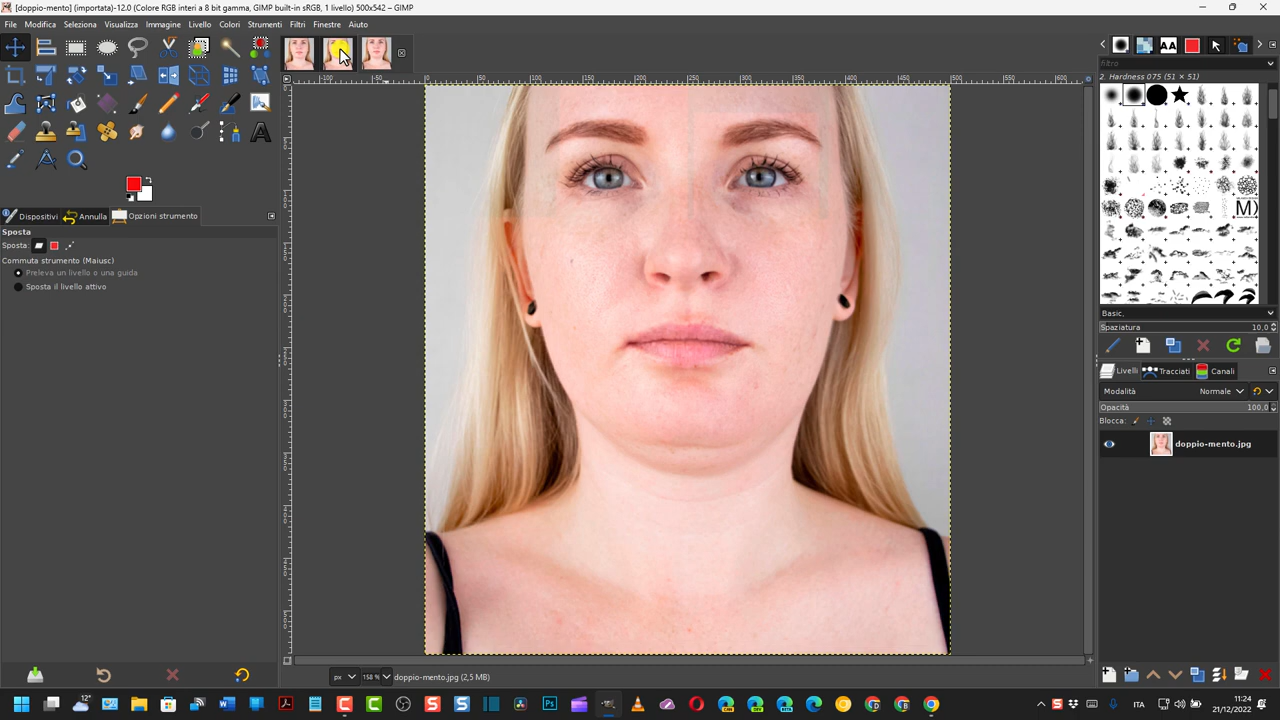 [doppio-mento] (importata)-12.0 (Colore RGB interi a 8 bit gamma, GIMP built-in sRGB, 1 livello) 500x542 – GIMP
File Modifica Seleziona Visualizza Immagine Livello Colori Strumenti Filtri Finestre Aiuto
filtro
2. Hardness 075 (51 × 51)
Dispositivi Annulla Opzioni strumento
Sposta
Sposta:
Commuta strumento (Maiusc)
Preleva un livello o una guida
Sposta il livello attivo
Basic,
Spaziatura 10,0
Livelli Tracciati Canali
Modalità Normale
Opacità 100,0
Blocca:
doppio-mento.jpg
px 158 % doppio-mento.jpg (2,5 MB)
12°
ITA
11:24
21/12/2022